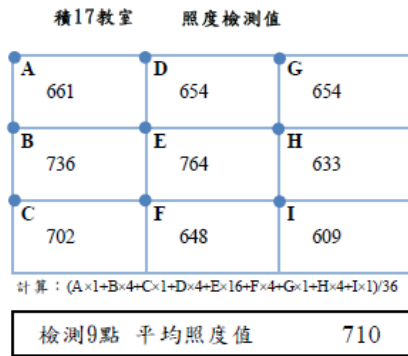 積17教室 照度檢測值
A D G
661 654 654
B E H
736 764 633
C F I
702 648 609
計算：(A×1+B×4+C×1+D×4+E×16+F×4+G×1+H×4+I×1)/36
檢測9點 平均照度值 710